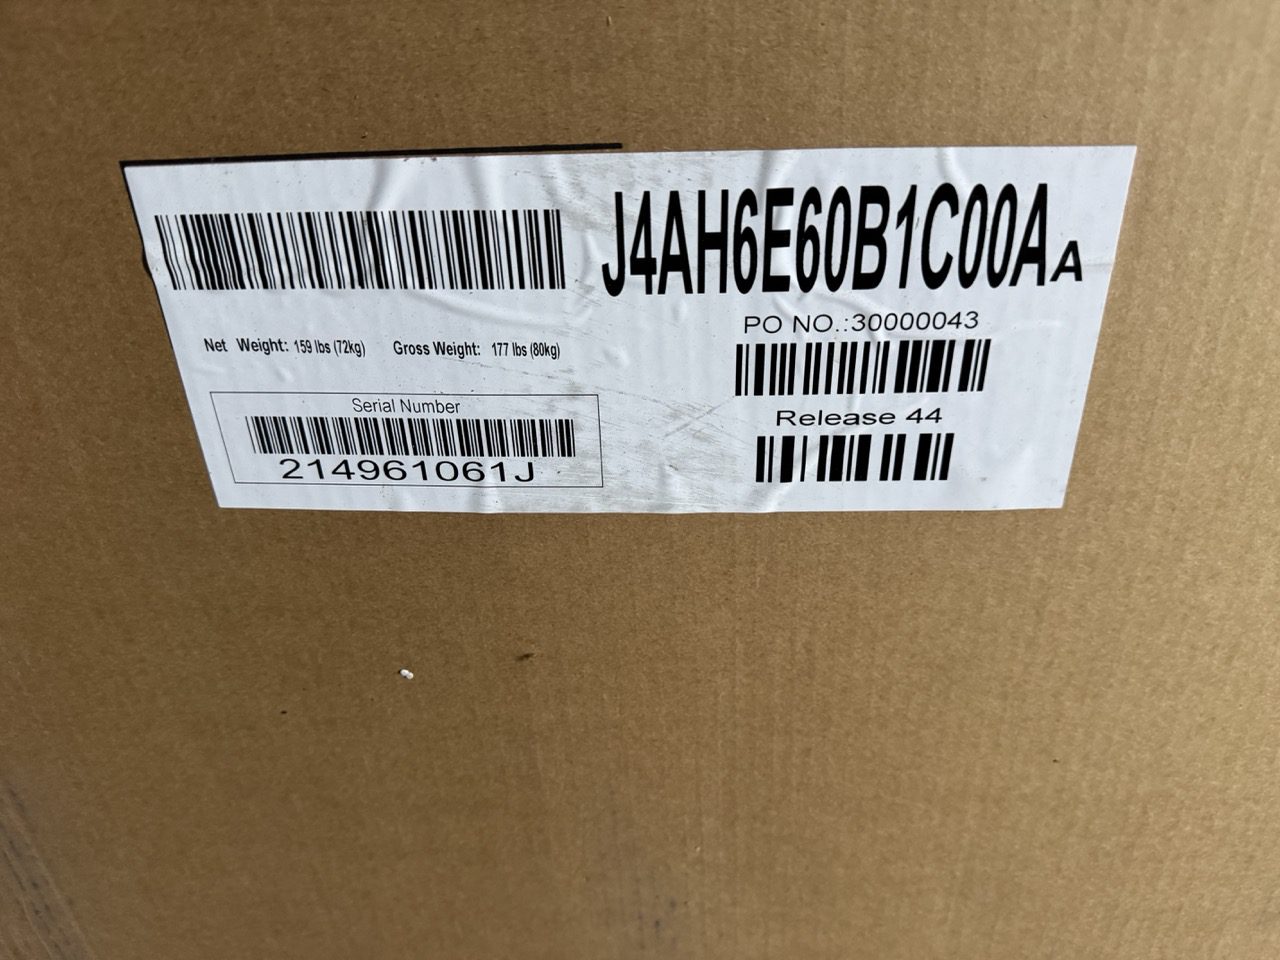 J4AH6E60B1C00AA
PO NO.:30000043
Net Weight: 159 lbs (72kg) Gross Weight: 177 lbs (80kg)
Serial Number
214961061J
Release 44